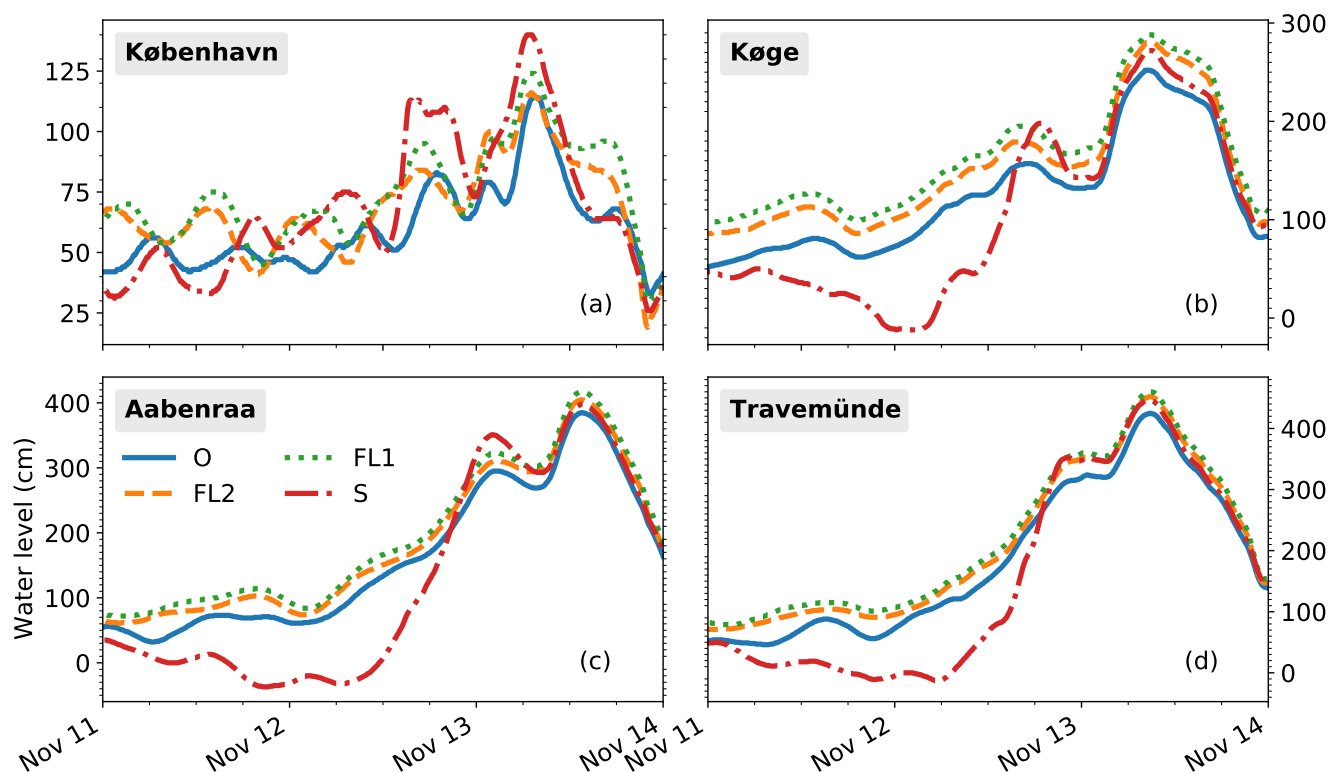 København
Køge
125
100
75
50
25
(a)
300
200
100
0
(b)
Aabenraa
Travemünde
Water level (cm)
400
300
200
100
0
O
FL1
FL2
S
(c)
400
300
200
100
0
(d)
Nov 11
Nov 12
Nov 13
Nov 14
Nov 11
Nov 12
Nov 13
Nov 14